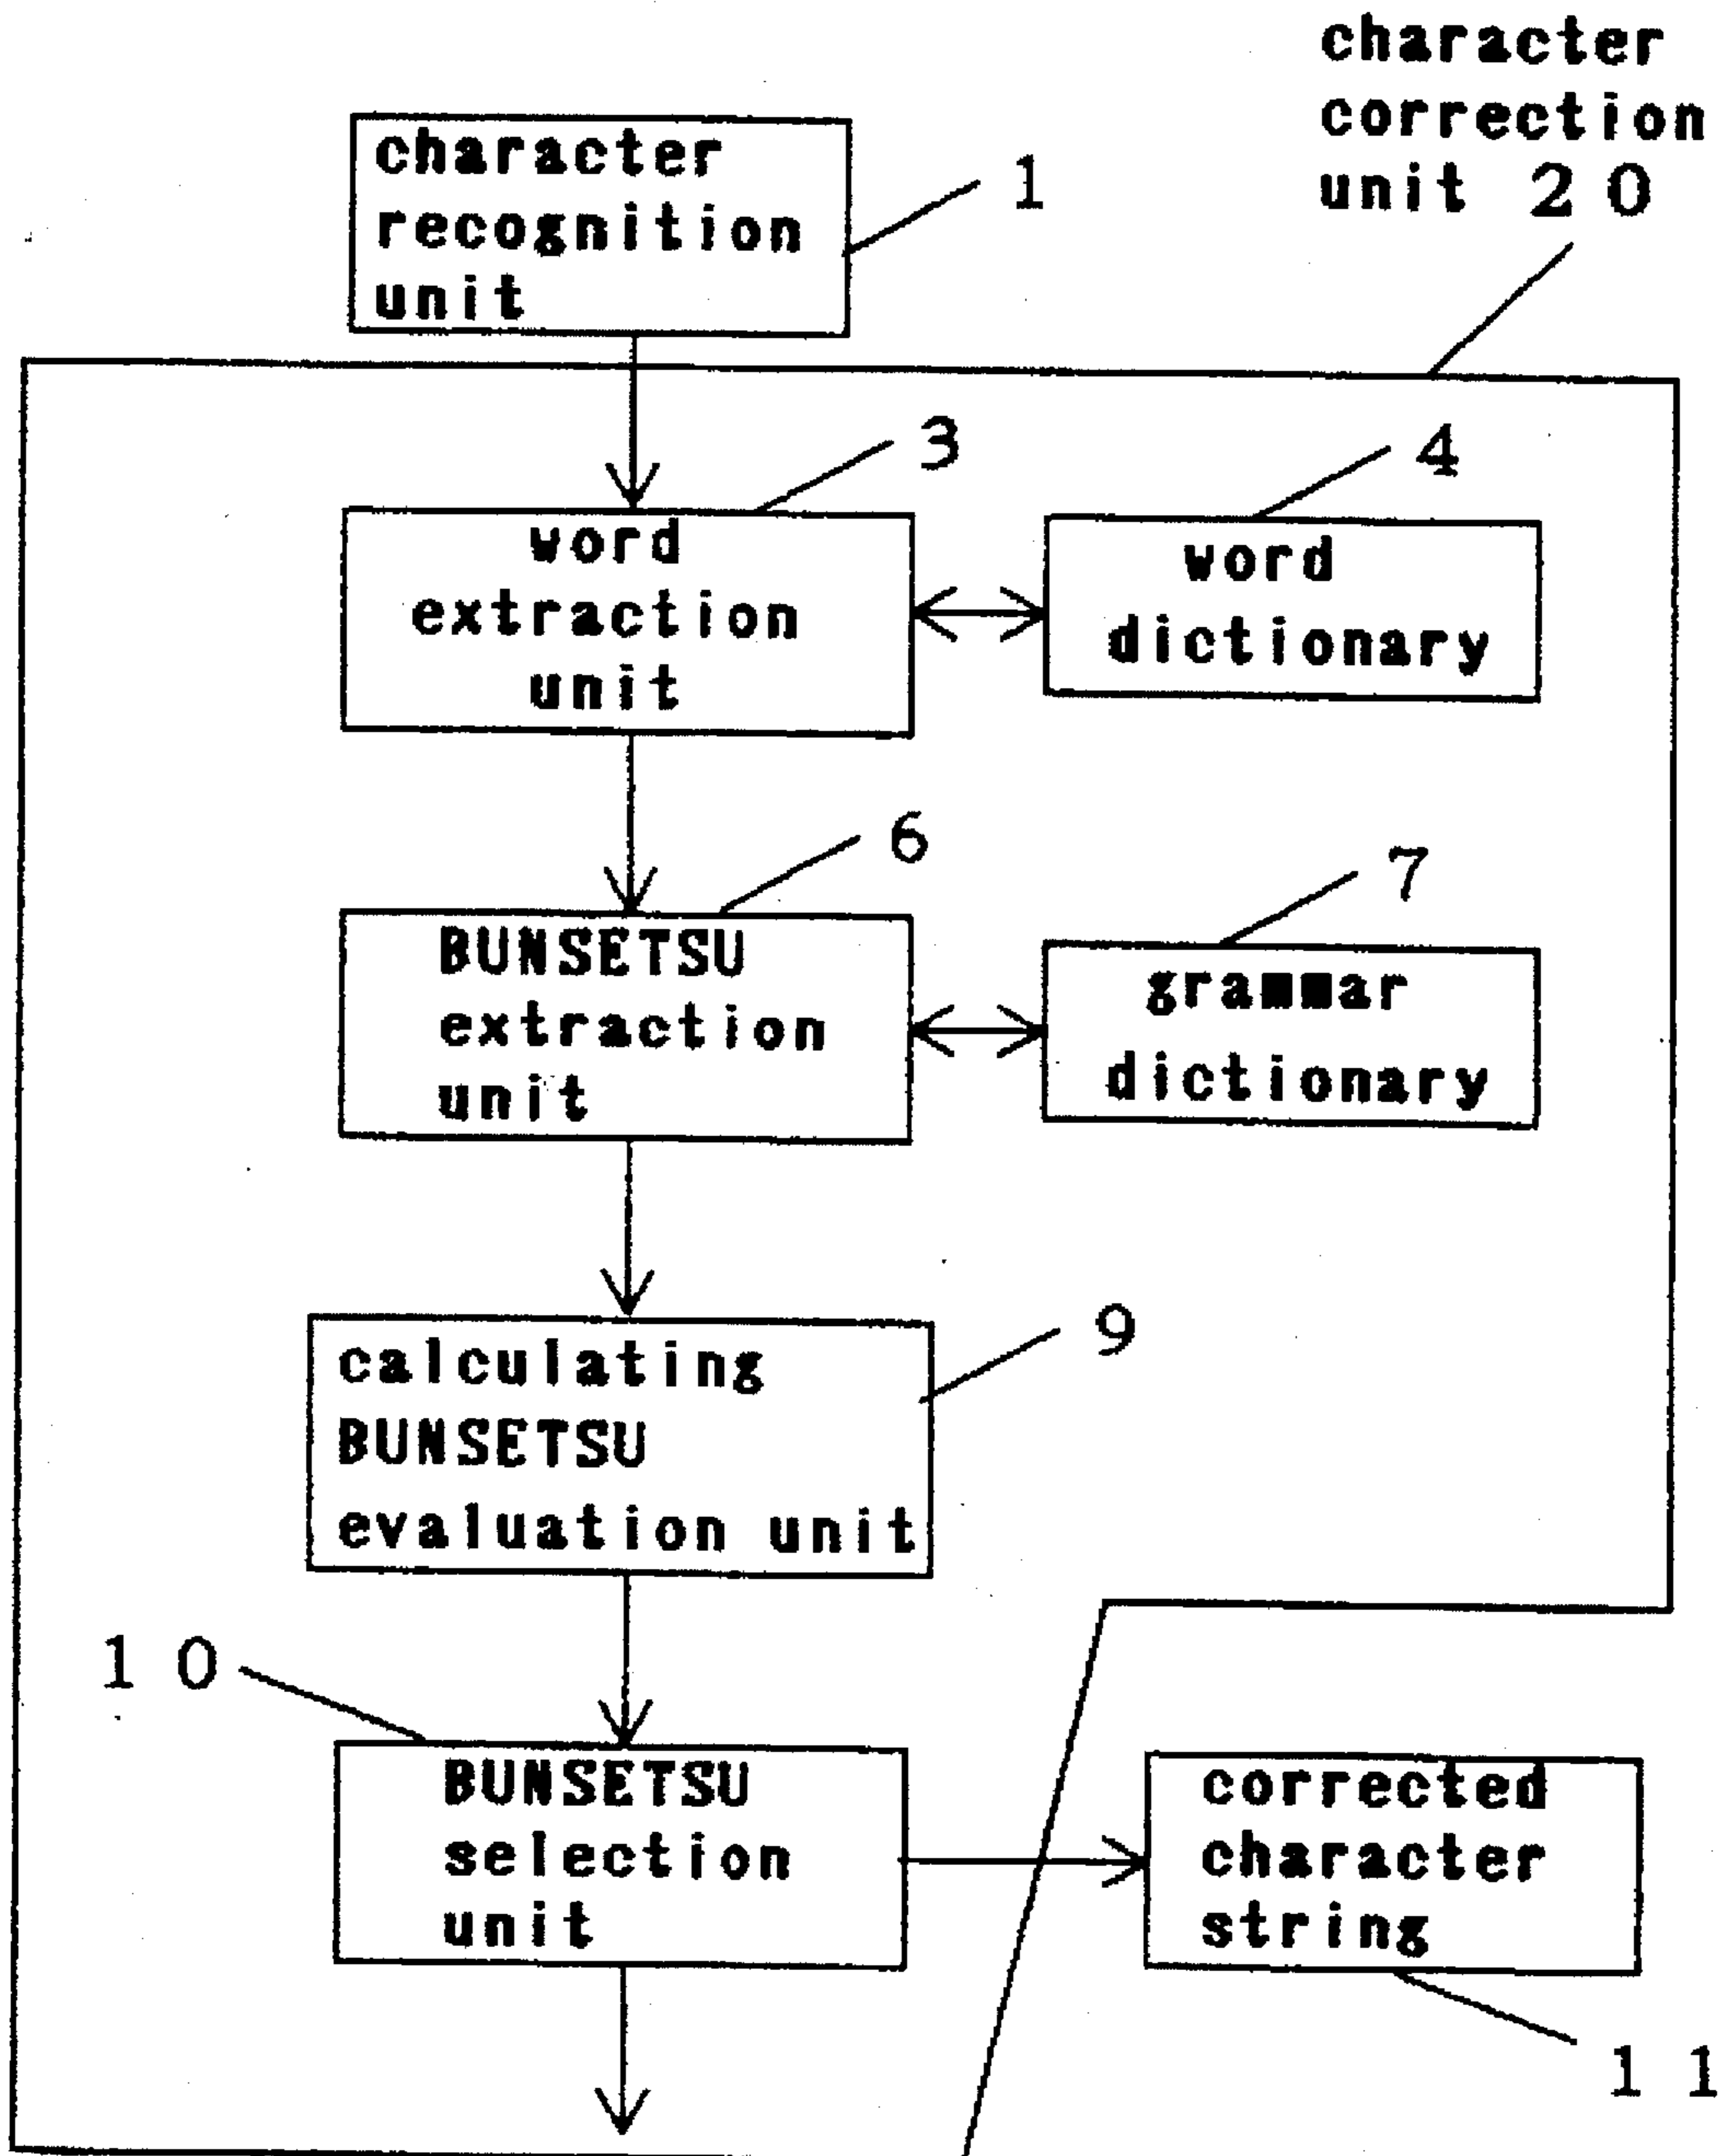 character
correction
unit 20
character
recognition
unit
1
3
4
word
extraction
unit
word
dictionary
6
7
BUNSETSU
extraction
unit
grammar
dictionary
9
calculating
BUNSETSU
evaluation unit
10
BUNSETSU
selection
unit
corrected
character
string
11